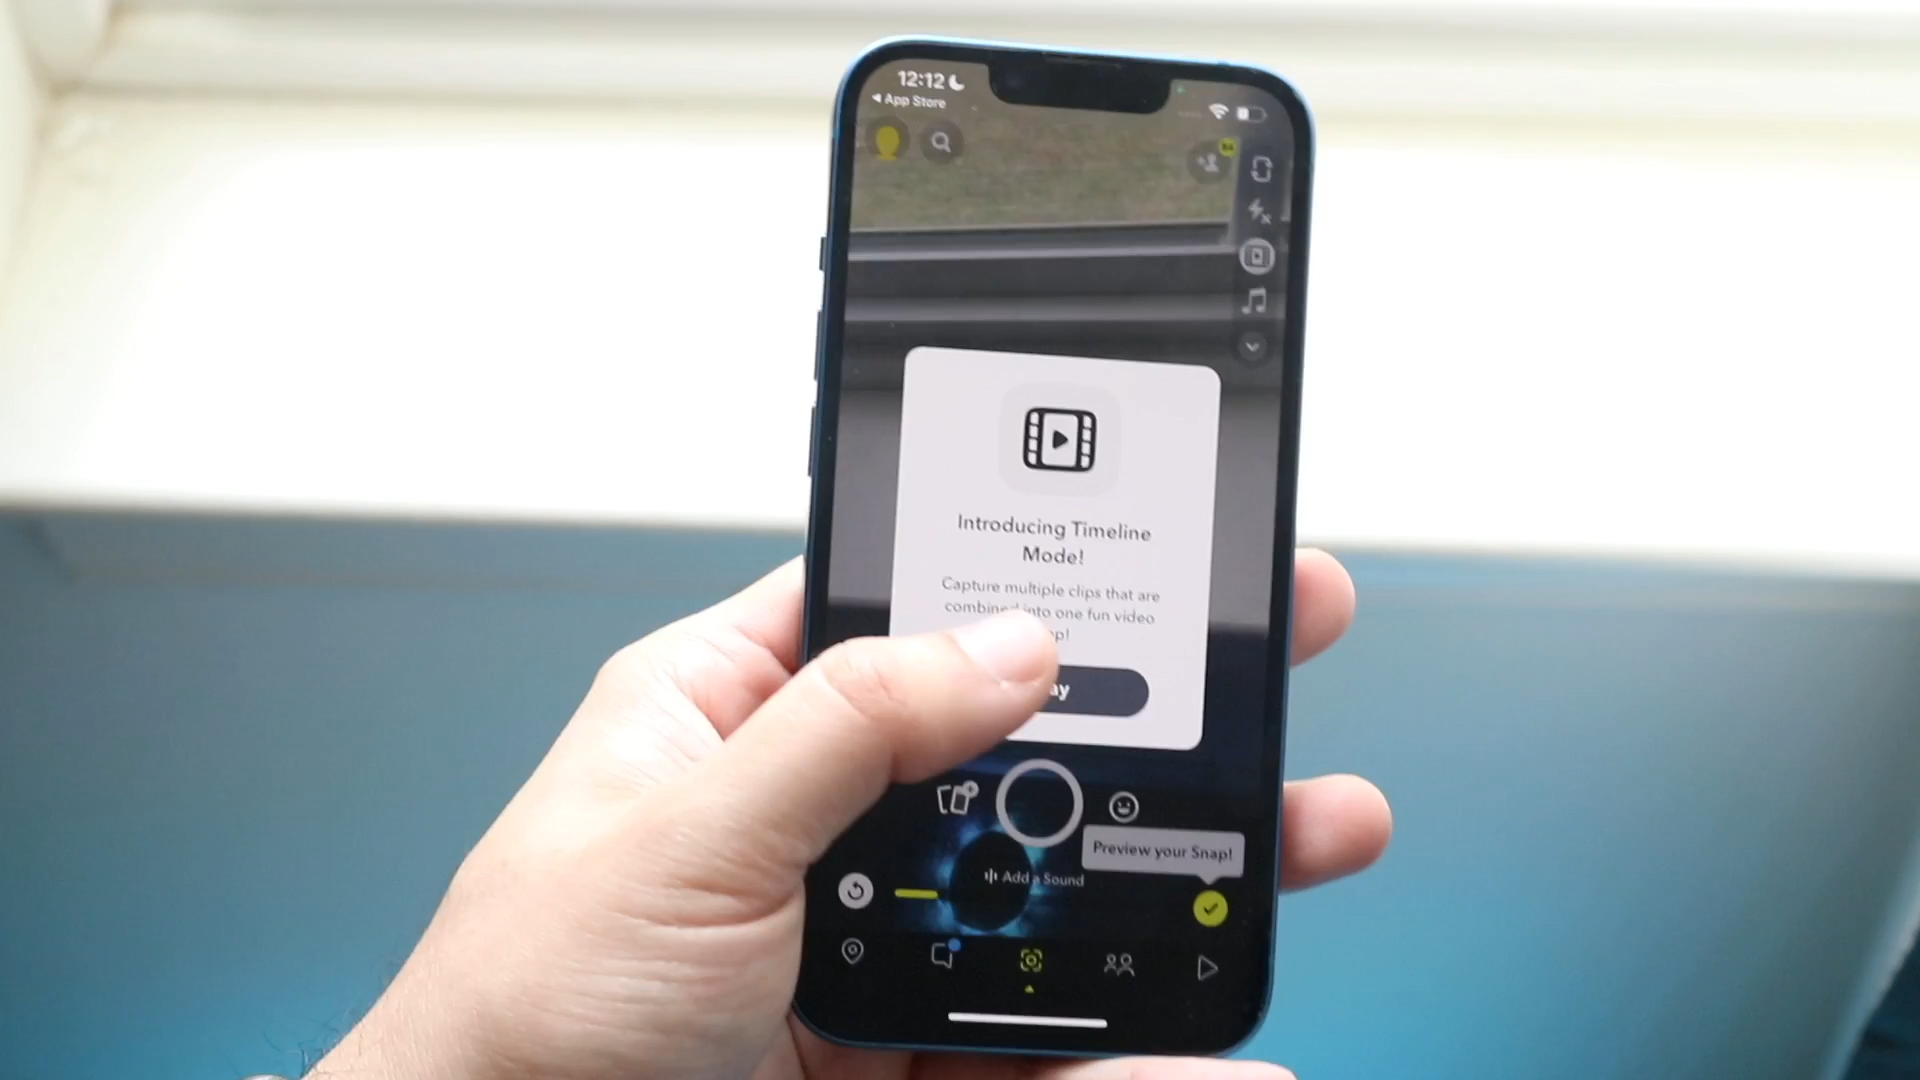 12:12
App Store
Introducing Timeline
Mode!
Capture multiple clips that are
combined into one fun video
Preview your Snap!
Add a Sound